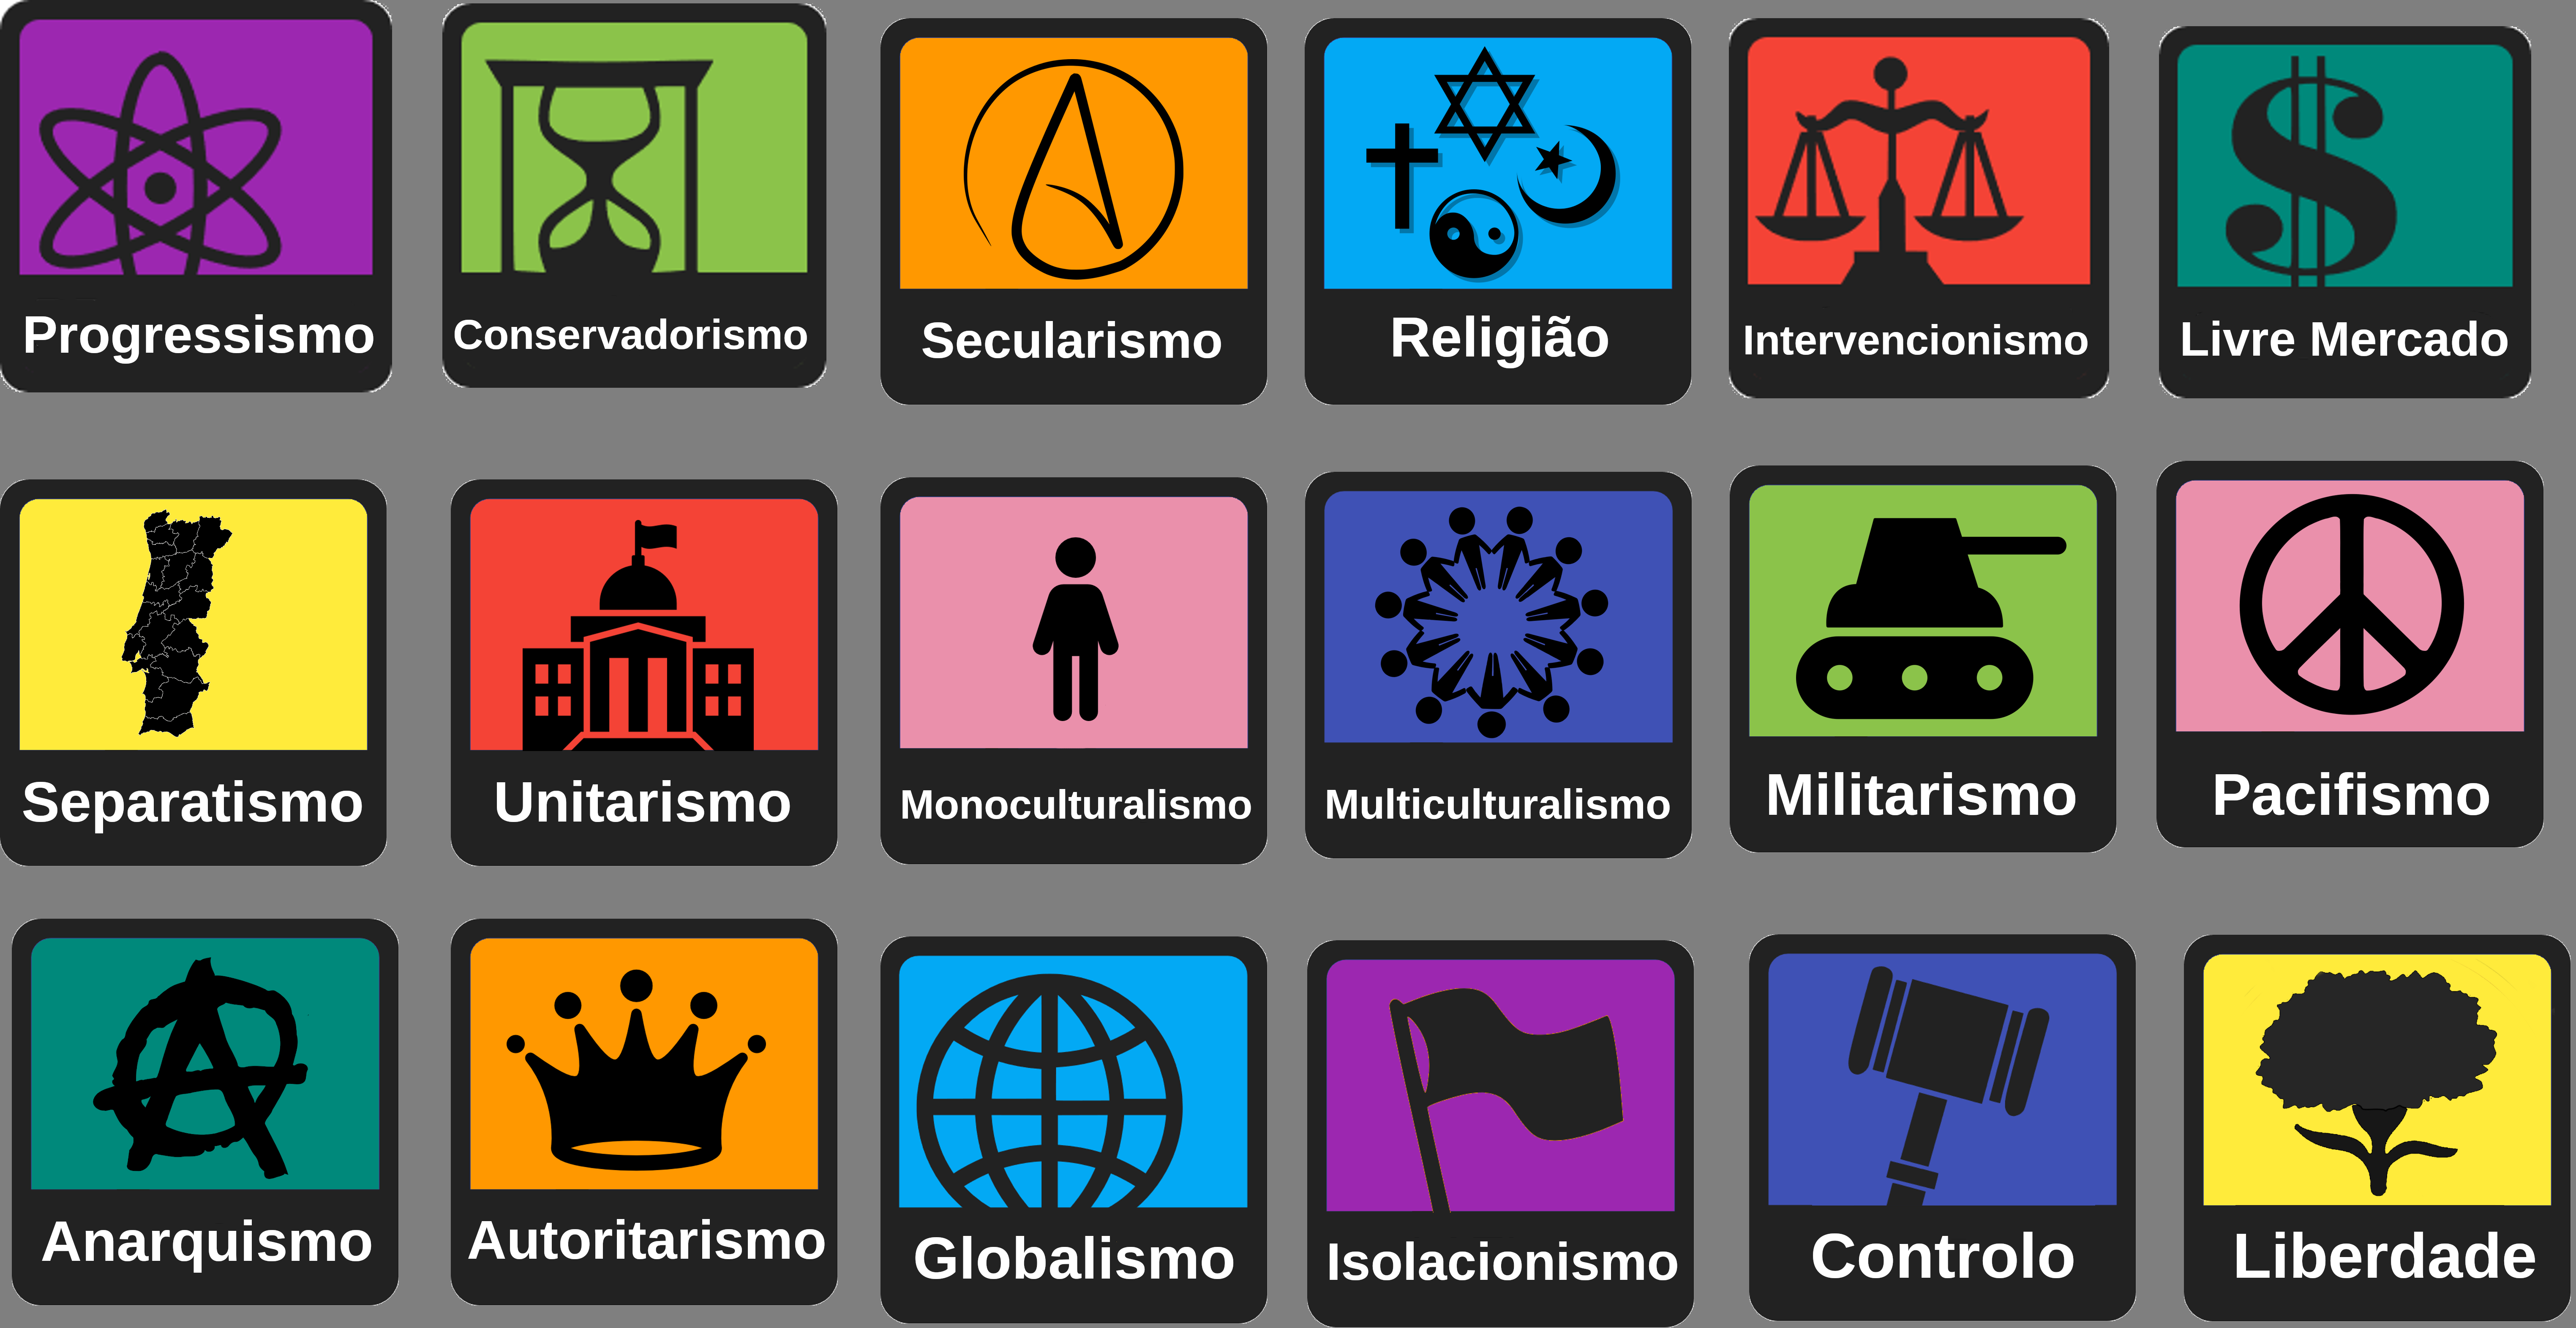 Progressismo
Conservadorismo
Secularismo
Religião
Intervencionismo
Livre Mercado
Separatismo
Unitarismo
Monoculturalismo
Multiculturalismo
Militarismo
Pacifismo
Anarquismo
Autoritarismo
Globalismo
Isolacionismo
Controlo
Liberdade